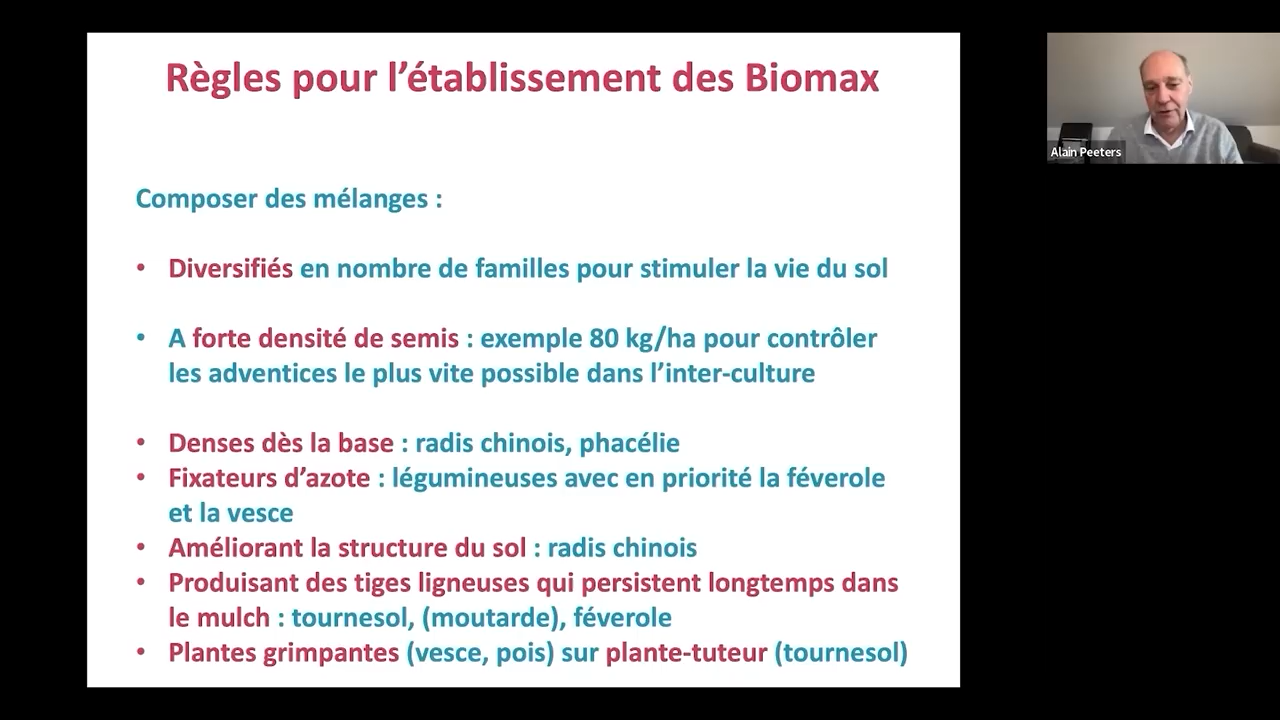 Règles pour l’établissement des Biomax
Composer des mélanges :
• Diversifiés en nombre de familles pour stimuler la vie du sol
• A forte densité de semis : exemple 80 kg/ha pour contrôler
les adventices le plus vite possible dans l’inter-culture
• Denses dès la base : radis chinois, phacélie
• Fixateurs d’azote : légumineuses avec en priorité la féverole
et la vesce
• Améliorant la structure du sol : radis chinois
• Produisant des tiges ligneuses qui persistent longtemps dans
le mulch : tournesol, (moutarde), féverole
• Plantes grimpantes (vesce, pois) sur plante-tuteur (tournesol)
Alain Peeters